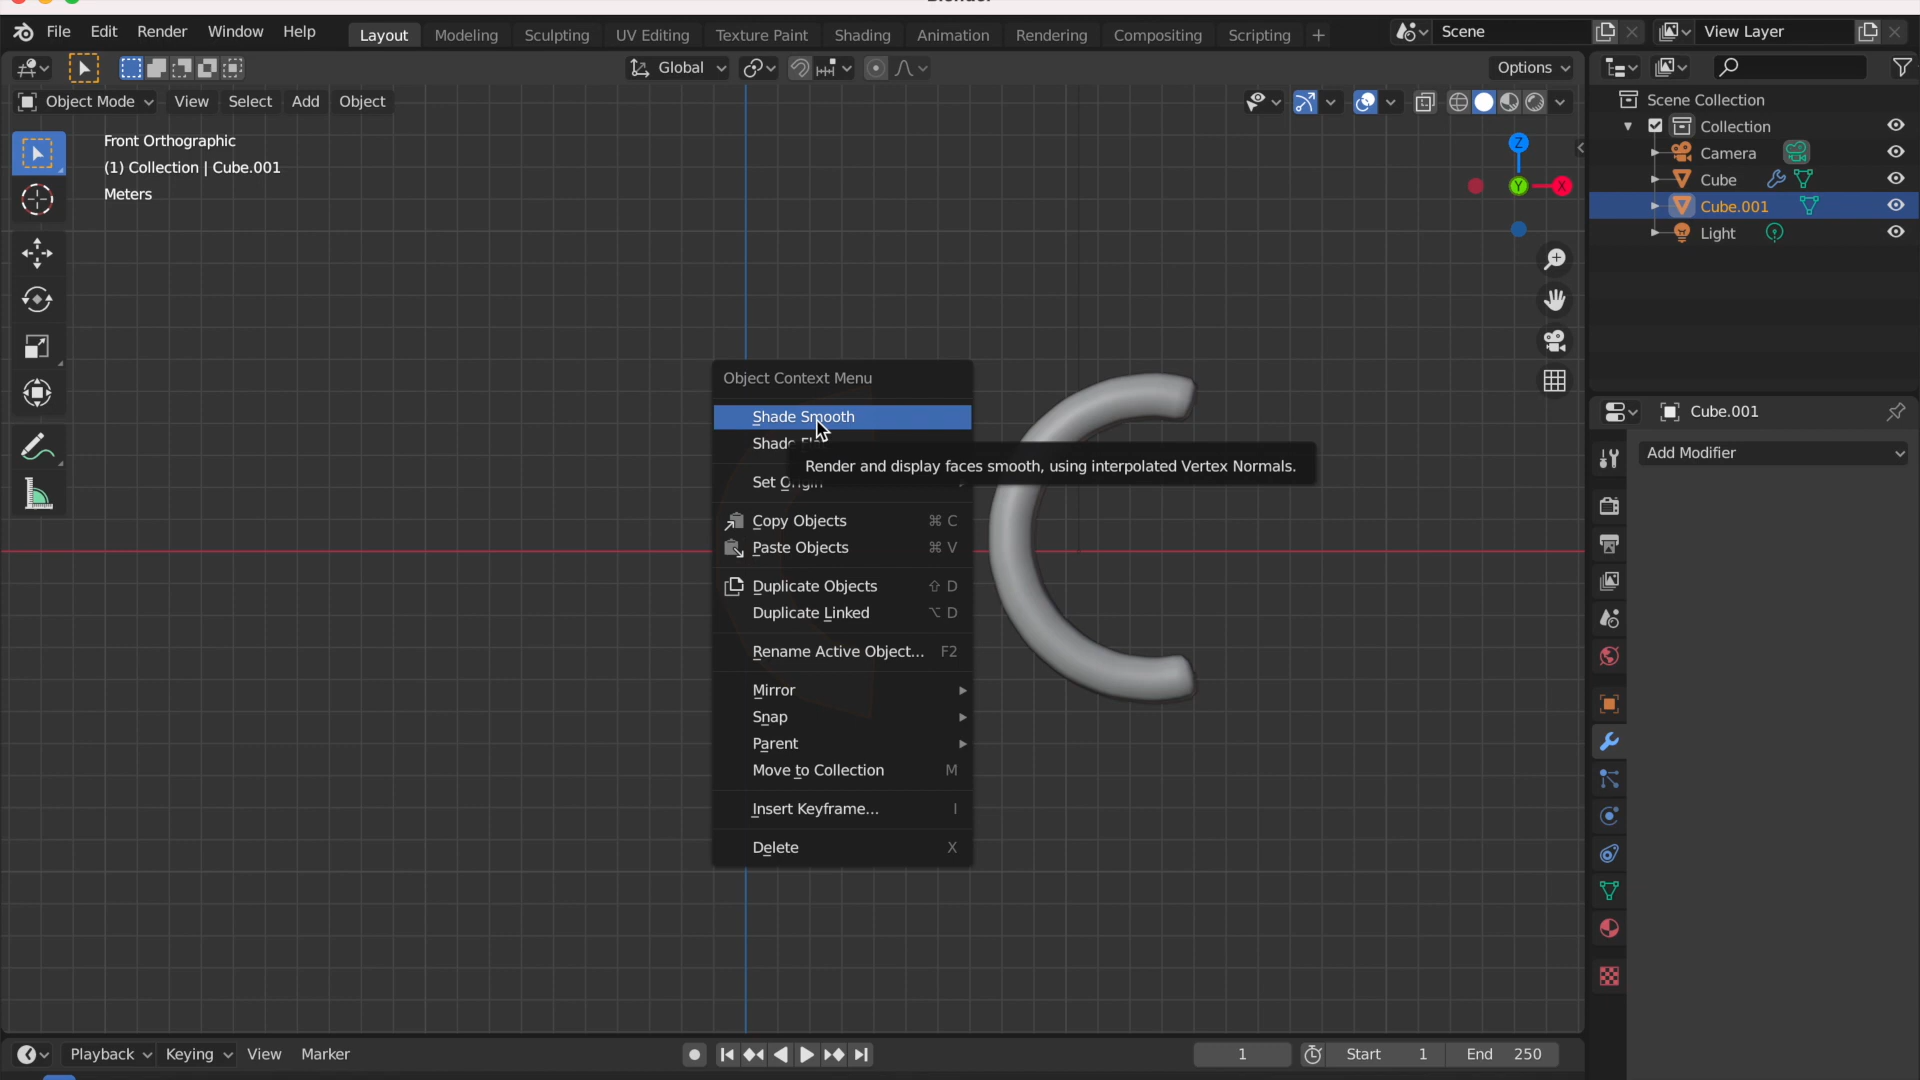 File Edit Render Window Help Layout Modeling Sculpting UV Editing Texture Paint Shading Animation Rendering Compositing Scripting + Scene View Layer
Global Options
Object Mode View Select Add Object
Front Orthographic
(1) Collection | Cube.001
Meters
Z
Y
X
Scene Collection
Collection
Camera
Cube
Cube.001
Light
Cube.001
Add Modifier
Object Context Menu
Shade Smooth
Shade
Render and display faces smooth, using interpolated Vertex Normals.
Set Origin
Copy Objects ⌘ C
Paste Objects ⌘ V
Duplicate Objects ⇧ D
Duplicate Linked ⌥ D
Rename Active Object... F2
Mirror
Snap
Parent
Move to Collection M
Insert Keyframe... I
Delete X
Playback Keying View Marker 1 Start 1 End 250